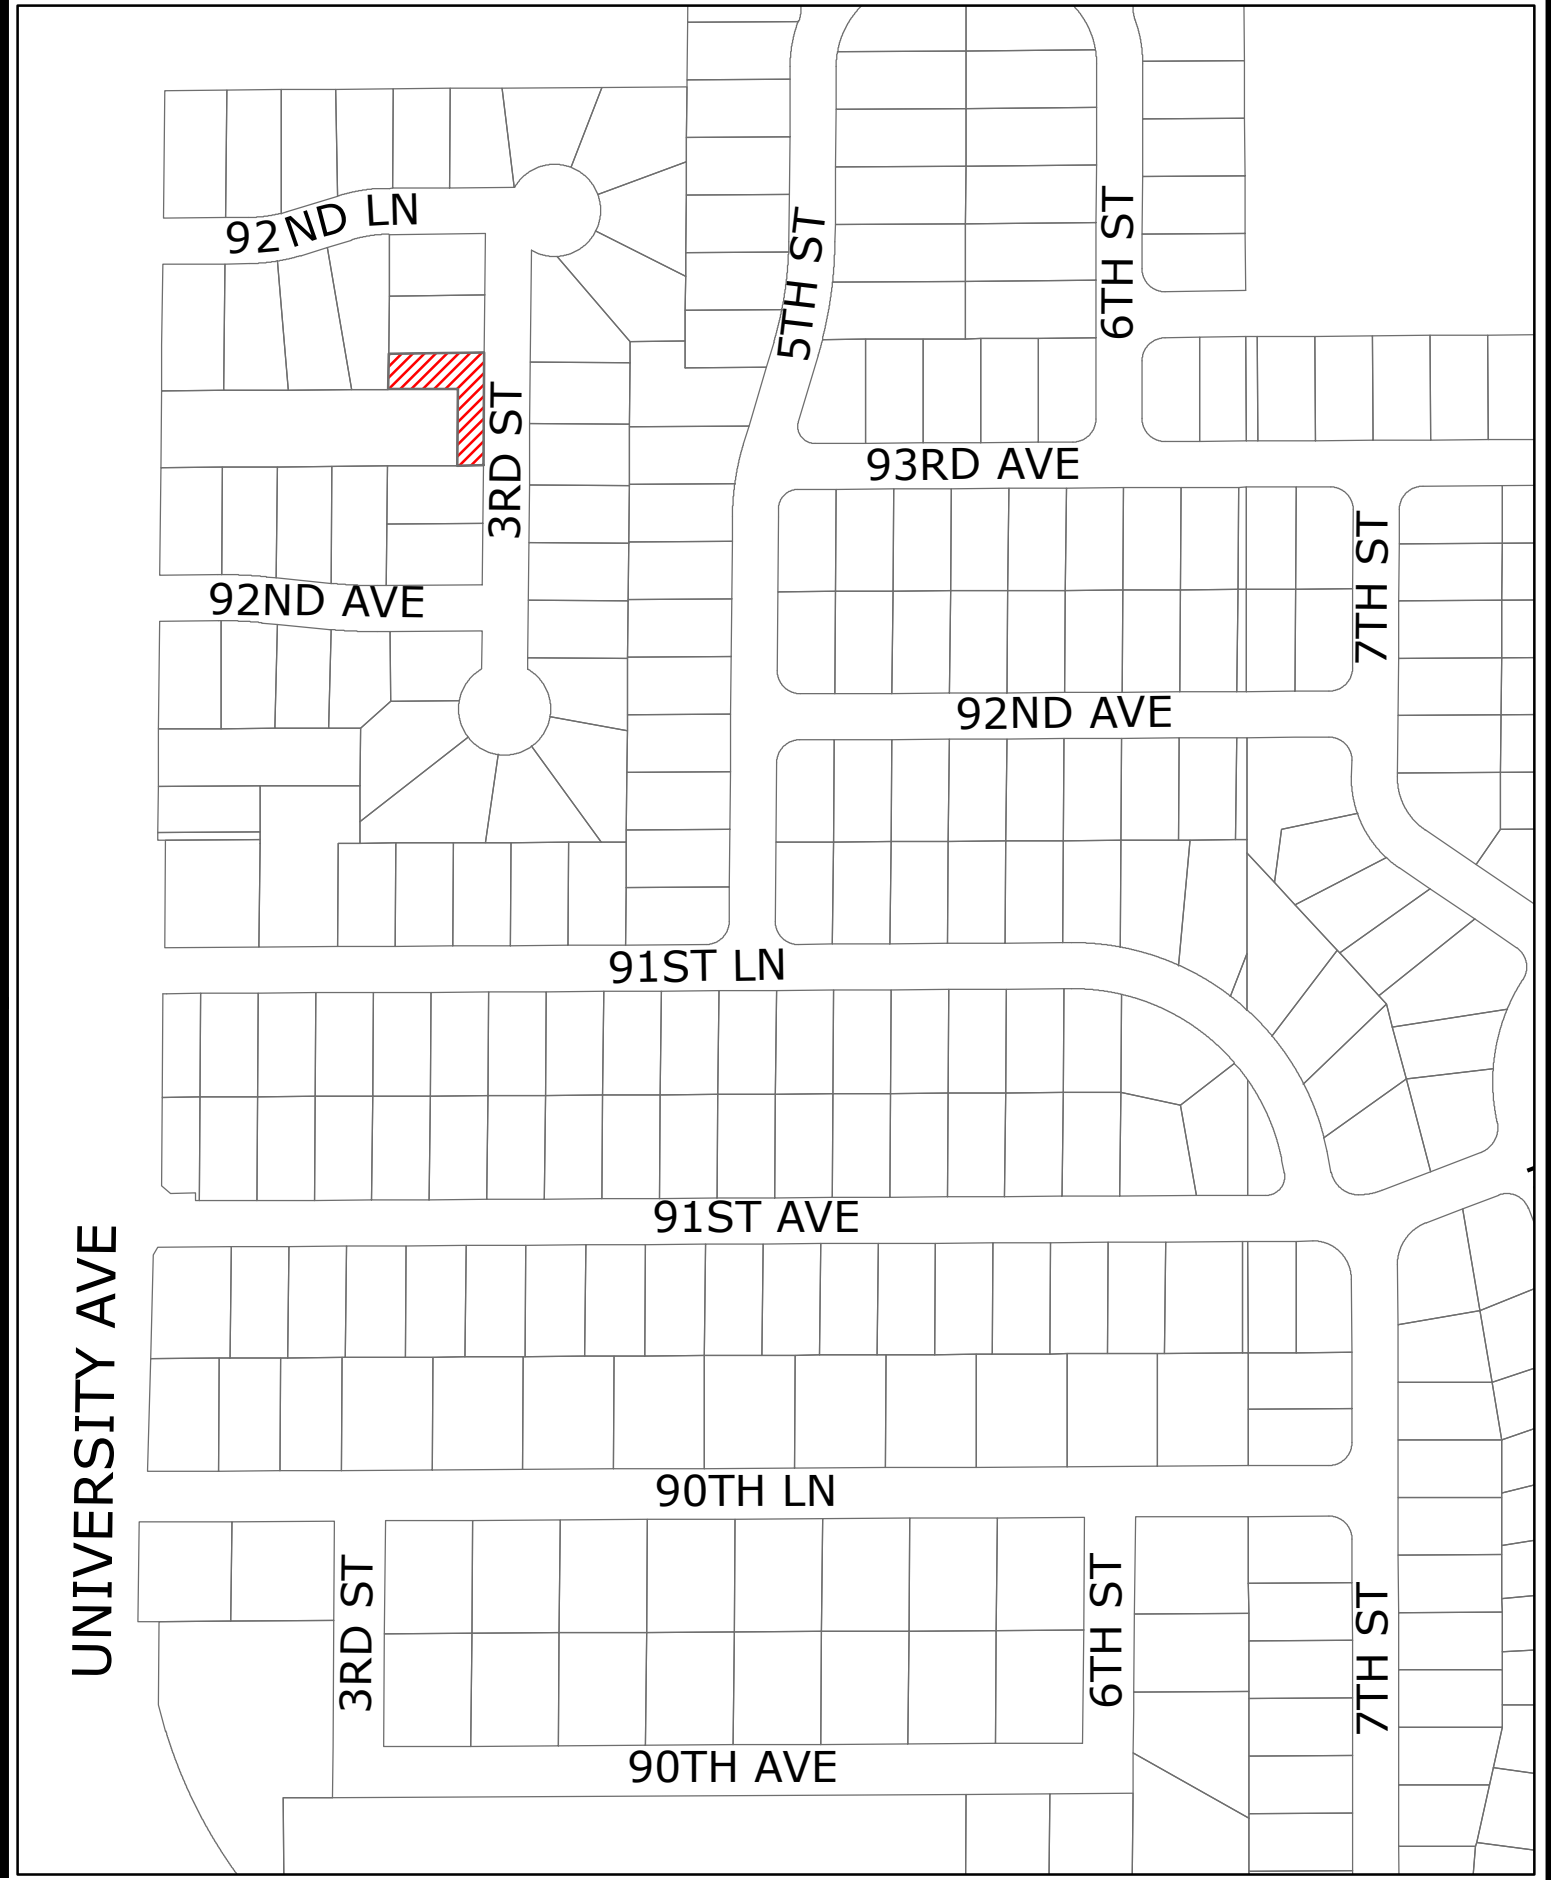 92ND LN
5TH ST
6TH ST
3RD ST
93RD AVE
7TH ST
92ND AVE
92ND AVE
91ST LN
91ST AVE
UNIVERSITY AVE
90TH LN
3RD ST
6TH ST
7TH ST
90TH AVE